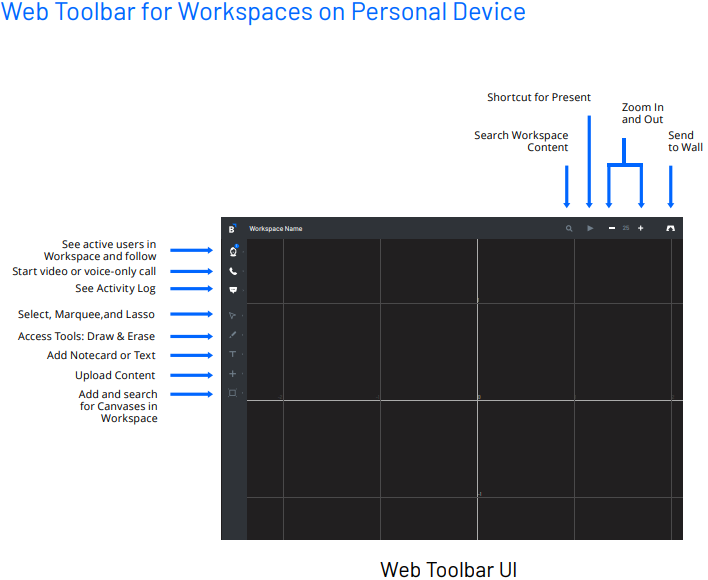 Web Toolbar for Workspaces on Personal Device
Shortcut for Present
Zoom In
and Out
Search Workspace
Content
Send
to Wall
B
Workspace Name
25
See active users in
Workspace and follow
Start video or voice-only call
See Activity Log
Select, Marquee,and Lasso
Access Tools: Draw & Erase
Add Notecard or Text
Upload Content
Add and search
for Canvases in
Workspace
0
Web Toolbar UI